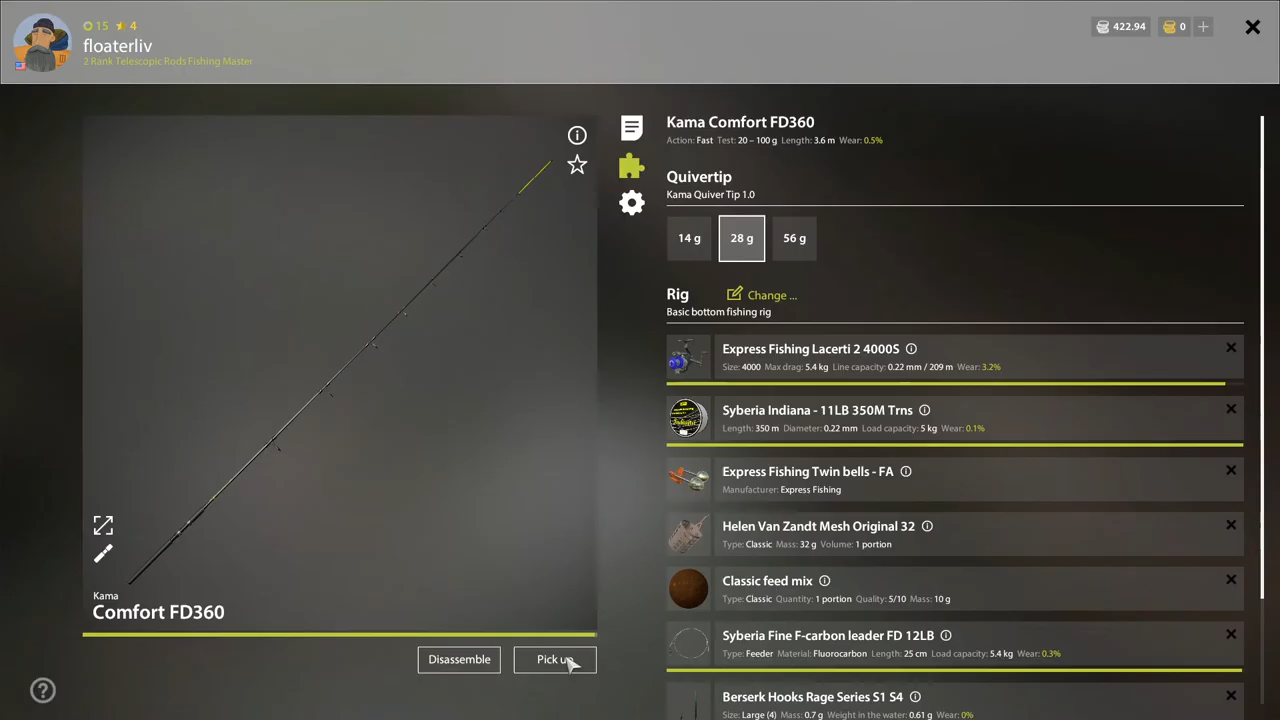 15 4
floaterliv
2 Rank Telescopic Rods Fishing Master
422.94
0
Kama
Comfort FD360
Disassemble
Pick up
Kama Comfort FD360
Action: Fast Test: 20 – 100 g Length: 3.6 m Wear: 0.5%
Quivertip
Kama Quiver Tip 1.0
14 g
28 g
56 g
Rig
Change ...
Basic bottom fishing rig
Express Fishing Lacerti 2 4000S
Size: 4000 Max drag: 5.4 kg Line capacity: 0.22 mm / 209 m Wear: 3.2%
Syberia Indiana - 11LB 350M Trns
Length: 350 m Diameter: 0.22 mm Load capacity: 5 kg Wear: 0.1%
Express Fishing Twin bells - FA
Manufacturer: Express Fishing
Helen Van Zandt Mesh Original 32
Type: Classic Mass: 32 g Volume: 1 portion
Classic feed mix
Type: Classic Quantity: 1 portion Quality: 5/10 Mass: 10 g
Syberia Fine F-carbon leader FD 12LB
Type: Feeder Material: Fluorocarbon Length: 25 cm Load capacity: 5.4 kg Wear: 0.3%
Berserk Hooks Rage Series S1 S4
Size: Large (4) Mass: 0.7 g Weight in the water: 0.61 g Wear: 0%